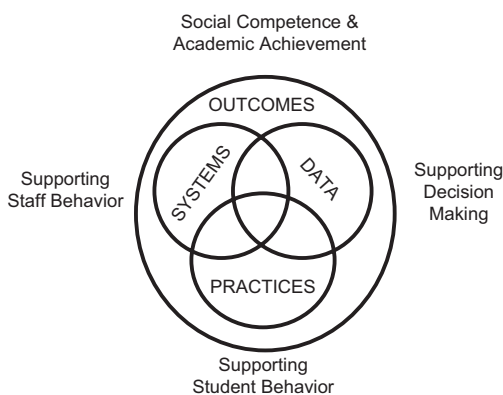 Social Competence &
Academic Achievement
OUTCOMES
SYSTEMS
DATA
Supporting
Staff Behavior
Supporting
Decision
Making
PRACTICES
Supporting
Student Behavior